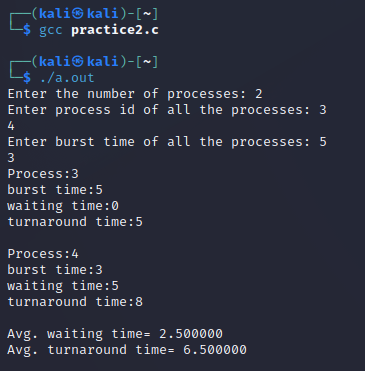 ┌──(kali㉿kali)-[~]
└─$ gcc practice2.c

┌──(kali㉿kali)-[~]
└─$ ./a.out
Enter the number of processes: 2
Enter process id of all the processes: 3
4
Enter burst time of all the processes: 5
3
Process:3
burst time:5
waiting time:0
turnaround time:5

Process:4
burst time:3
waiting time:5
turnaround time:8

Avg. waiting time= 2.500000
Avg. turnaround time= 6.500000